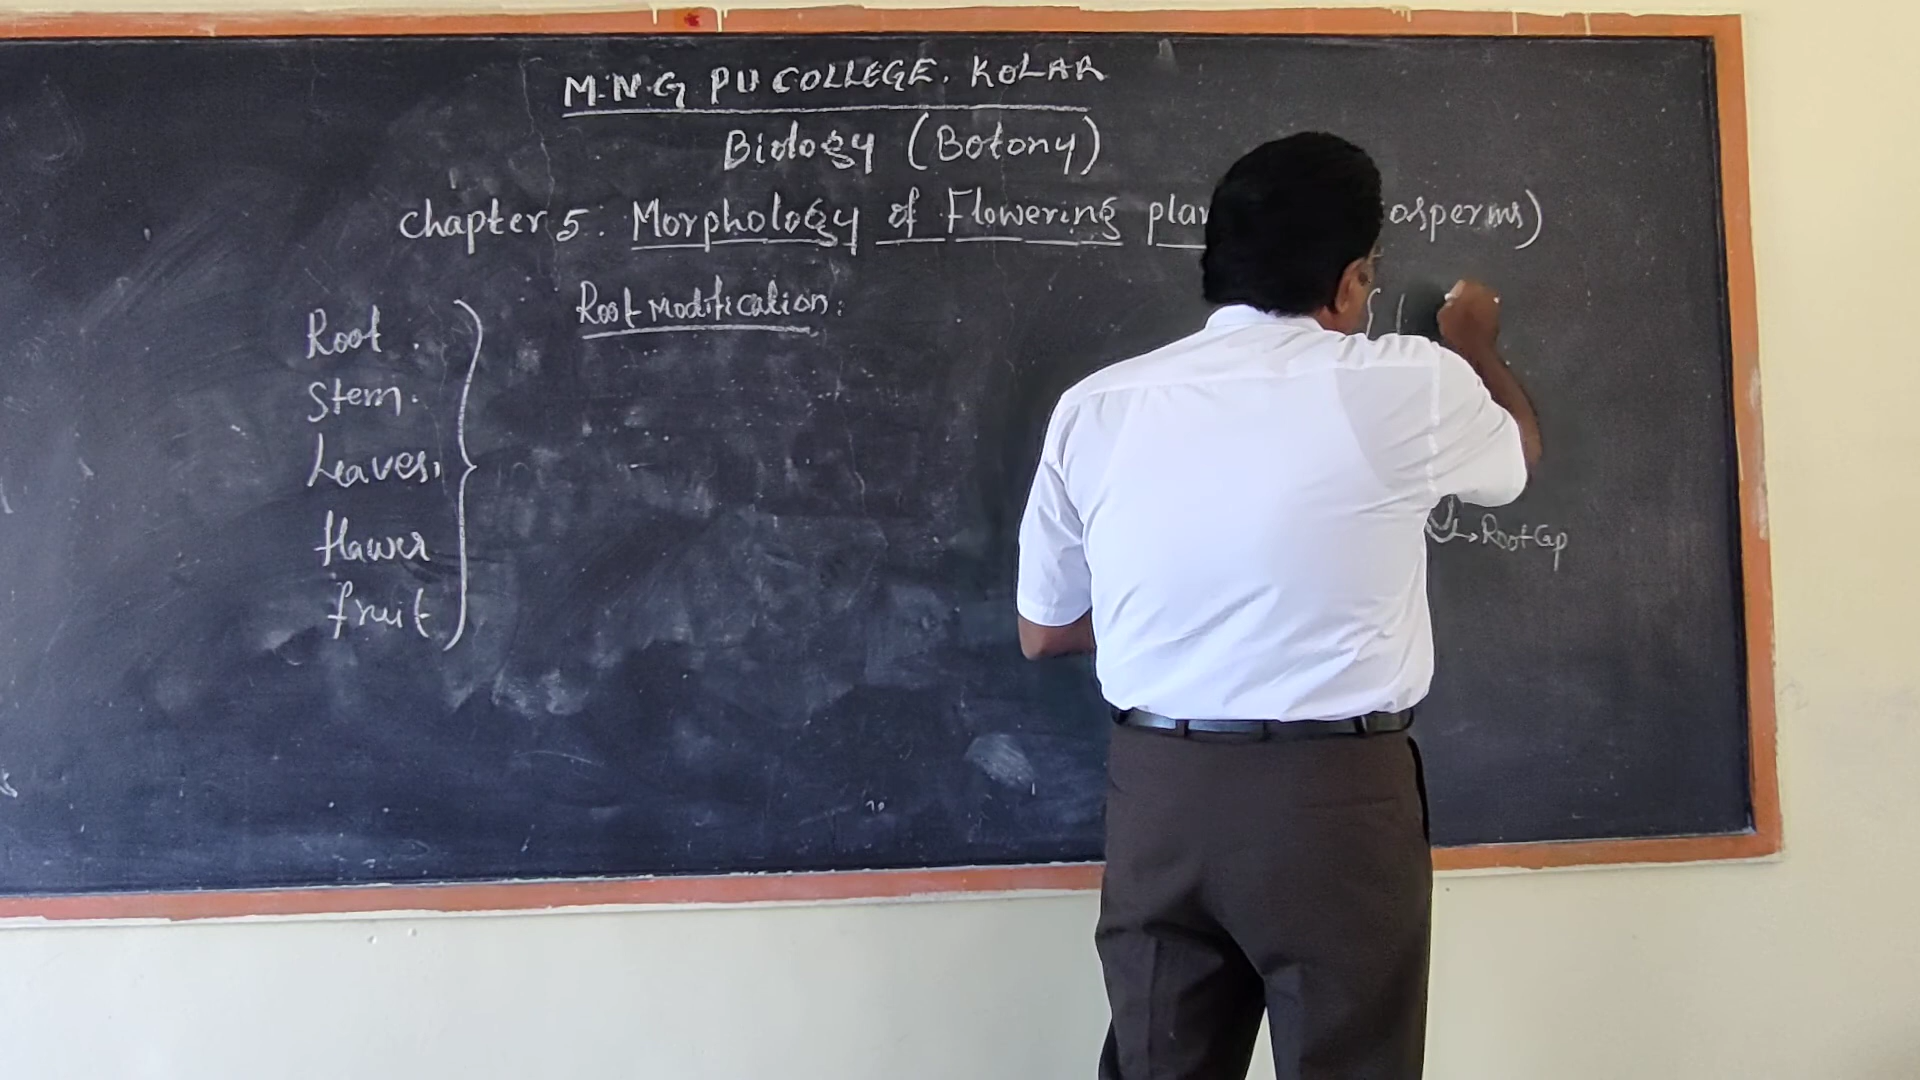 M.N.G PU COLLEGE. KOLAR
Biology (Botony)
Chapter 5: Morphology of Flowering plan osperms)
Root Modification:
Root
Stem.
Leaves,
flower
fruit
Root Cap